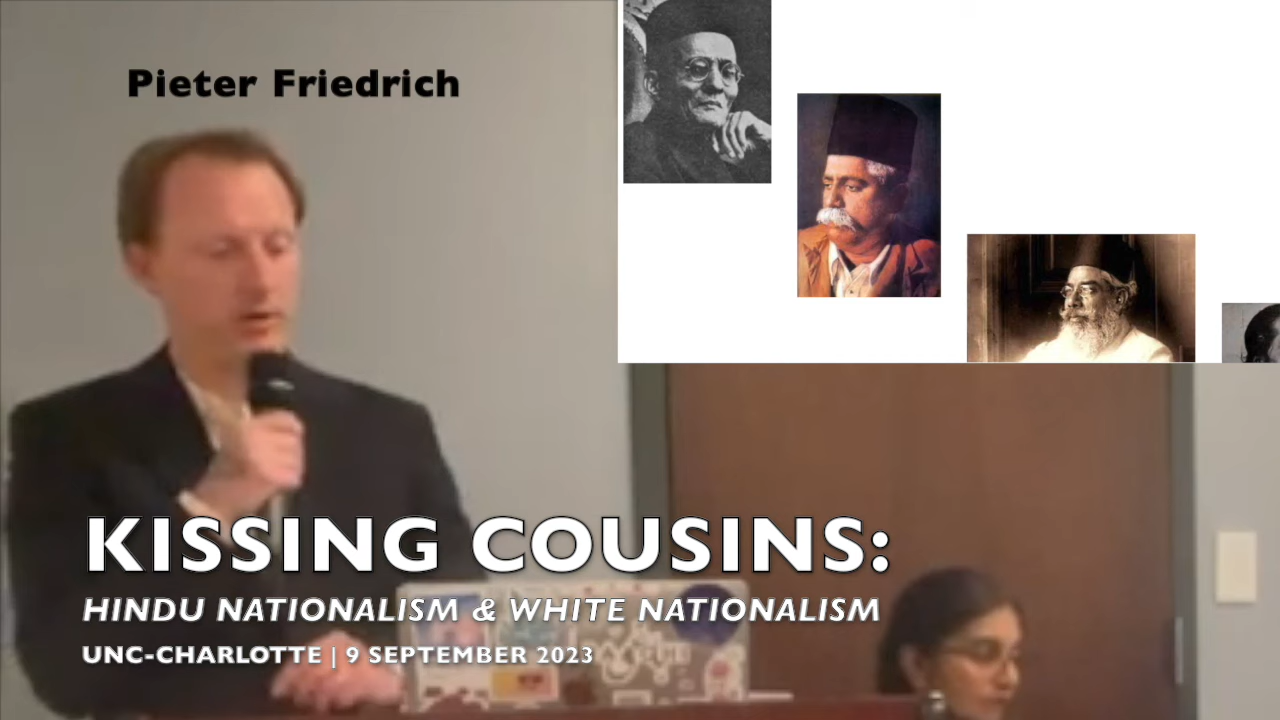 Pieter Friedrich
KISSING COUSINS:
HINDU NATIONALISM & WHITE NATIONALISM
UNC-CHARLOTTE | 9 SEPTEMBER 2023